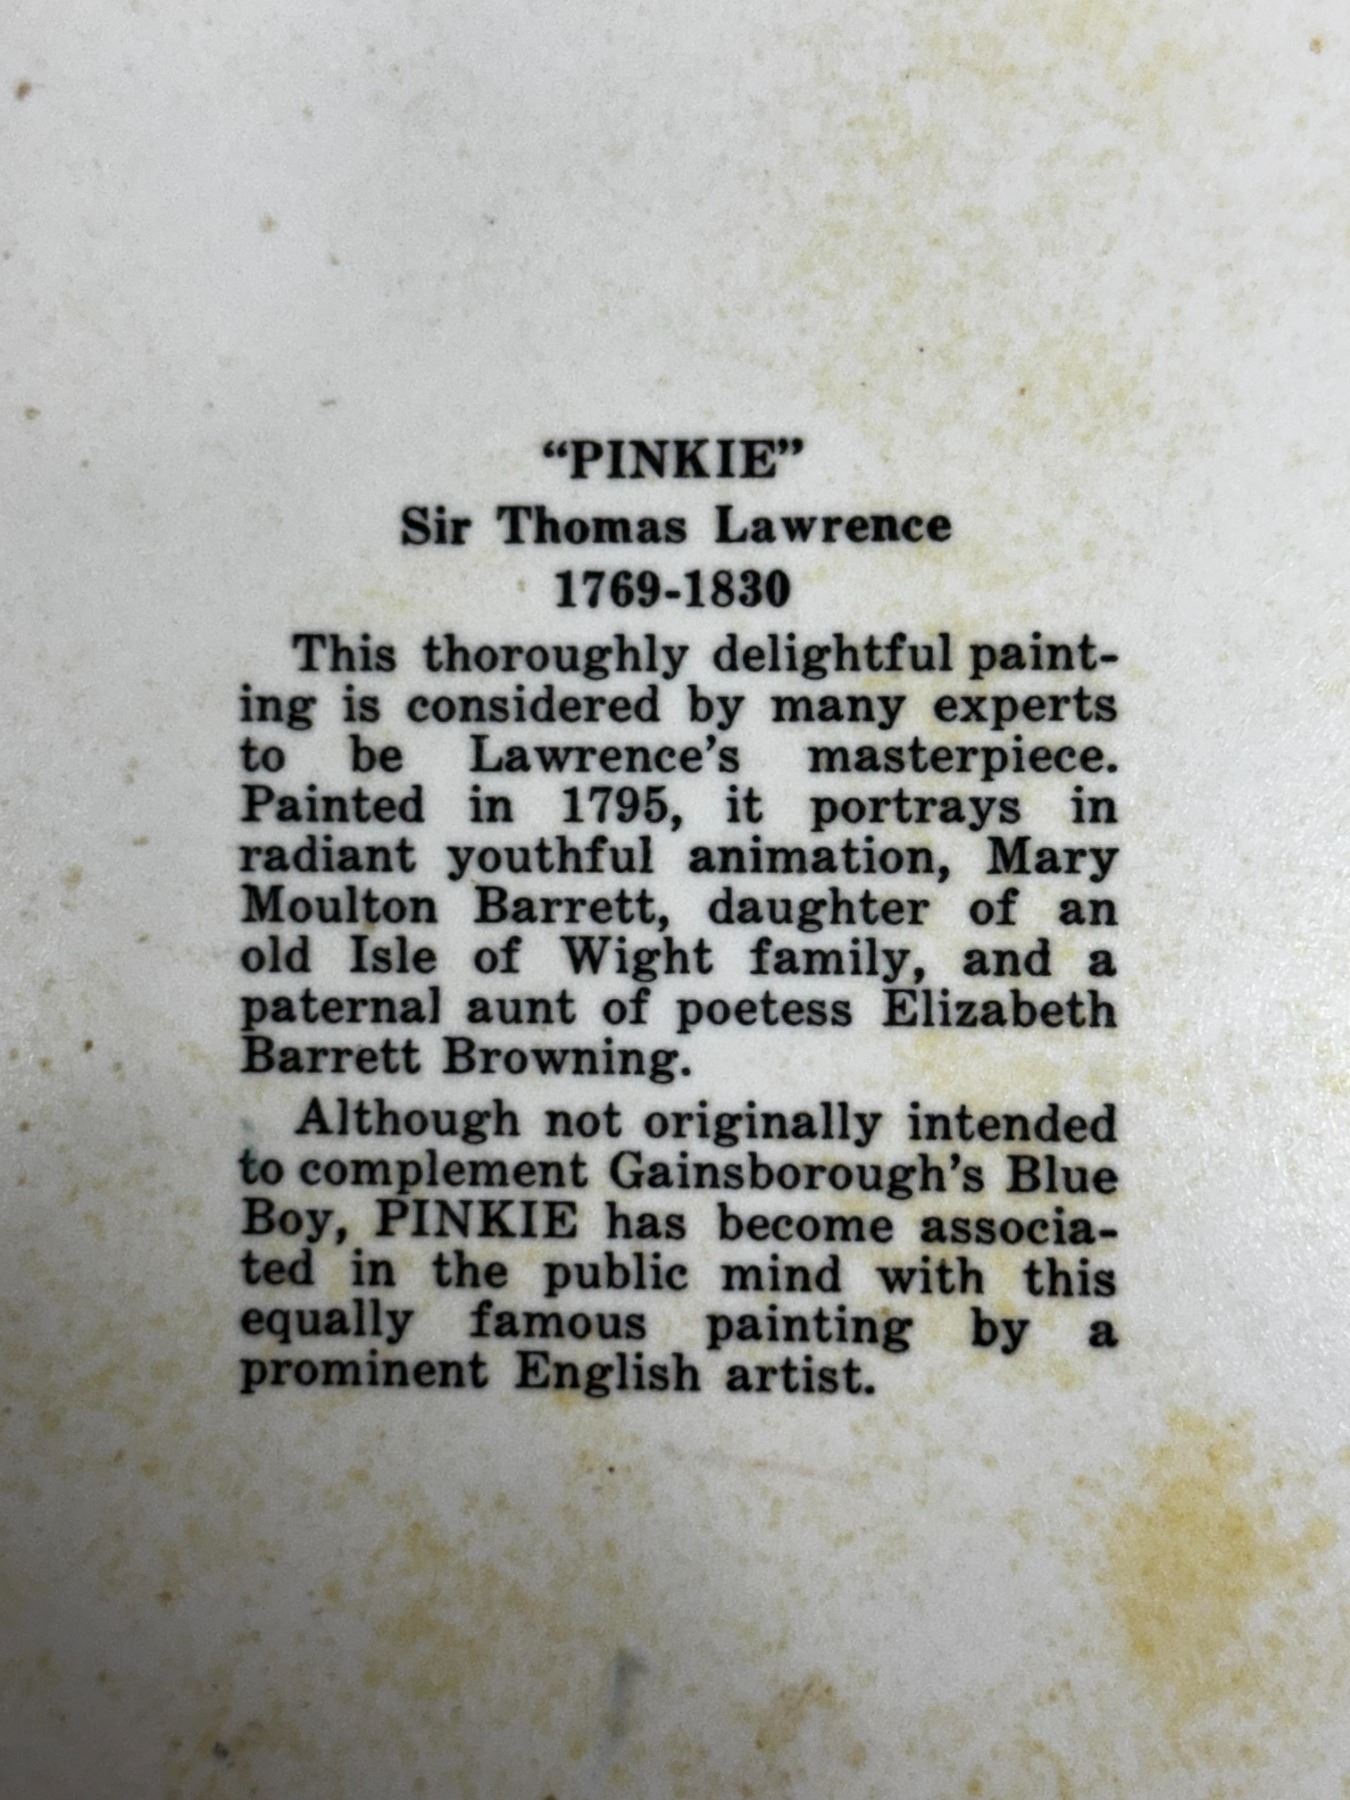 “PINKIE”
Sir Thomas Lawrence
1769-1830
This thoroughly delightful paint-
ing is considered by many experts
to be Lawrence’s masterpiece.
Painted in 1795, it portrays in
radiant youthful animation, Mary
Moulton Barrett, daughter of an
old Isle of Wight family, and a
paternal aunt of poetess Elizabeth
Barrett Browning.
Although not originally intended
to complement Gainsborough’s Blue
Boy, PINKIE has become associa-
ted in the public mind with this
equally famous painting by a
prominent English artist.